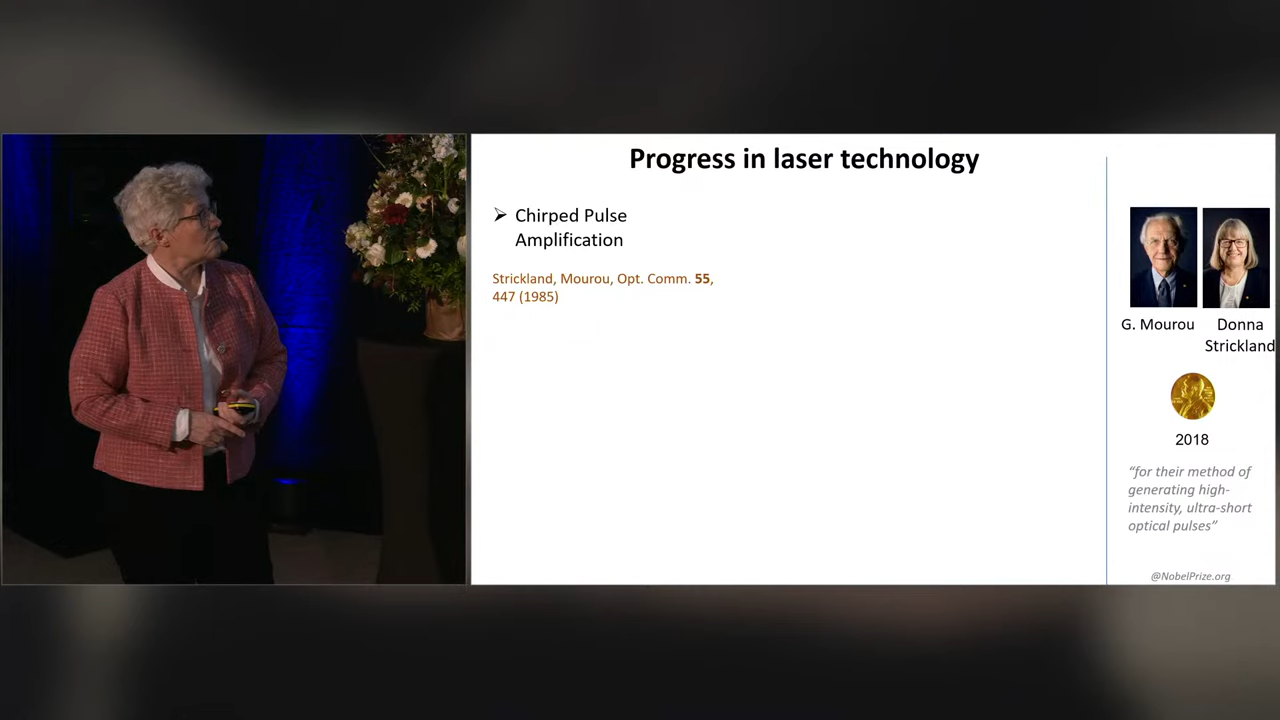 Progress in laser technology
➢ Chirped Pulse
Amplification
Strickland, Mourou, Opt. Comm. 55,
447 (1985)
G. Mourou
Donna
Strickland
2018
“for their method of
generating high-
intensity, ultra-short
optical pulses”
@NobelPrize.org